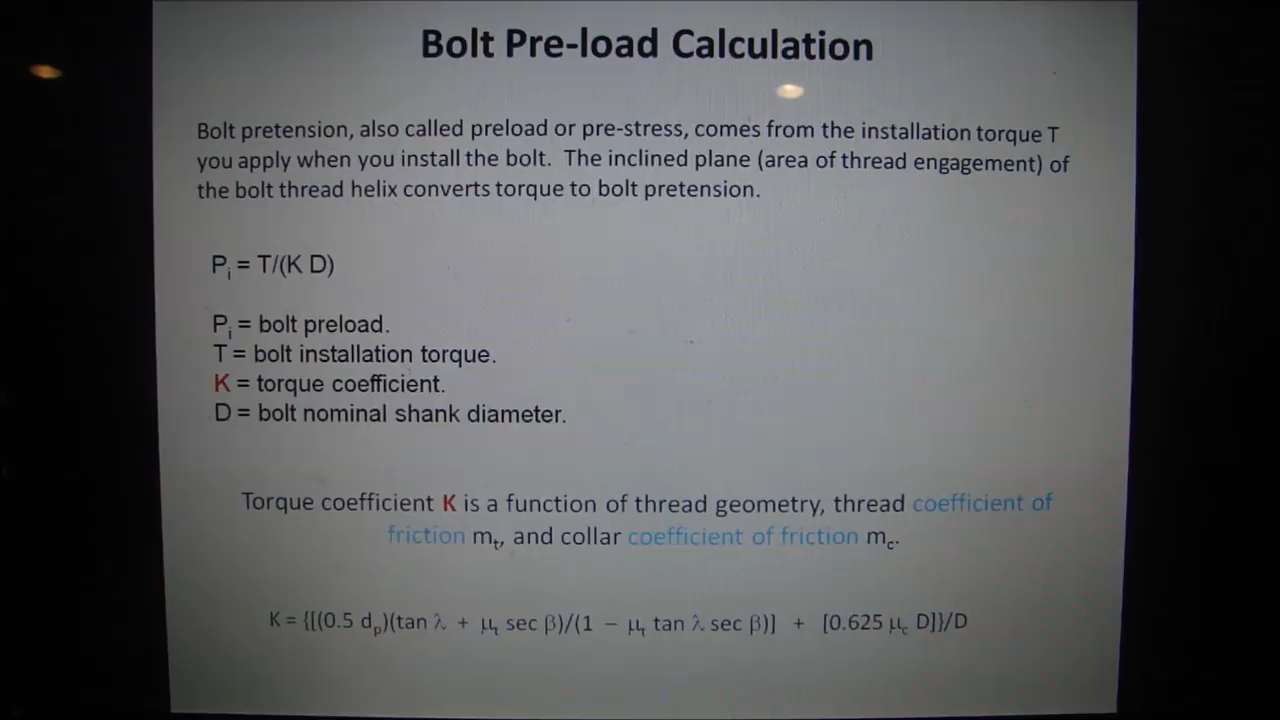 Bolt Pre-load Calculation
Bolt pretension, also called preload or pre-stress, comes from the installation torque T
you apply when you install the bolt. The inclined plane (area of thread engagement) of
the bolt thread helix converts torque to bolt pretension.
Pᵢ = T/(K D)
Pᵢ = bolt preload.
T = bolt installation torque.
K = torque coefficient.
D = bolt nominal shank diameter.
Torque coefficient K is a function of thread geometry, thread coefficient of
friction mₜ, and collar coefficient of friction m꜀.
K = {[(0.5 dₚ)(tan λ + μₜ sec β)/(1 − μₜ tan λ sec β)] + [0.625 μ꜀ D]}/D